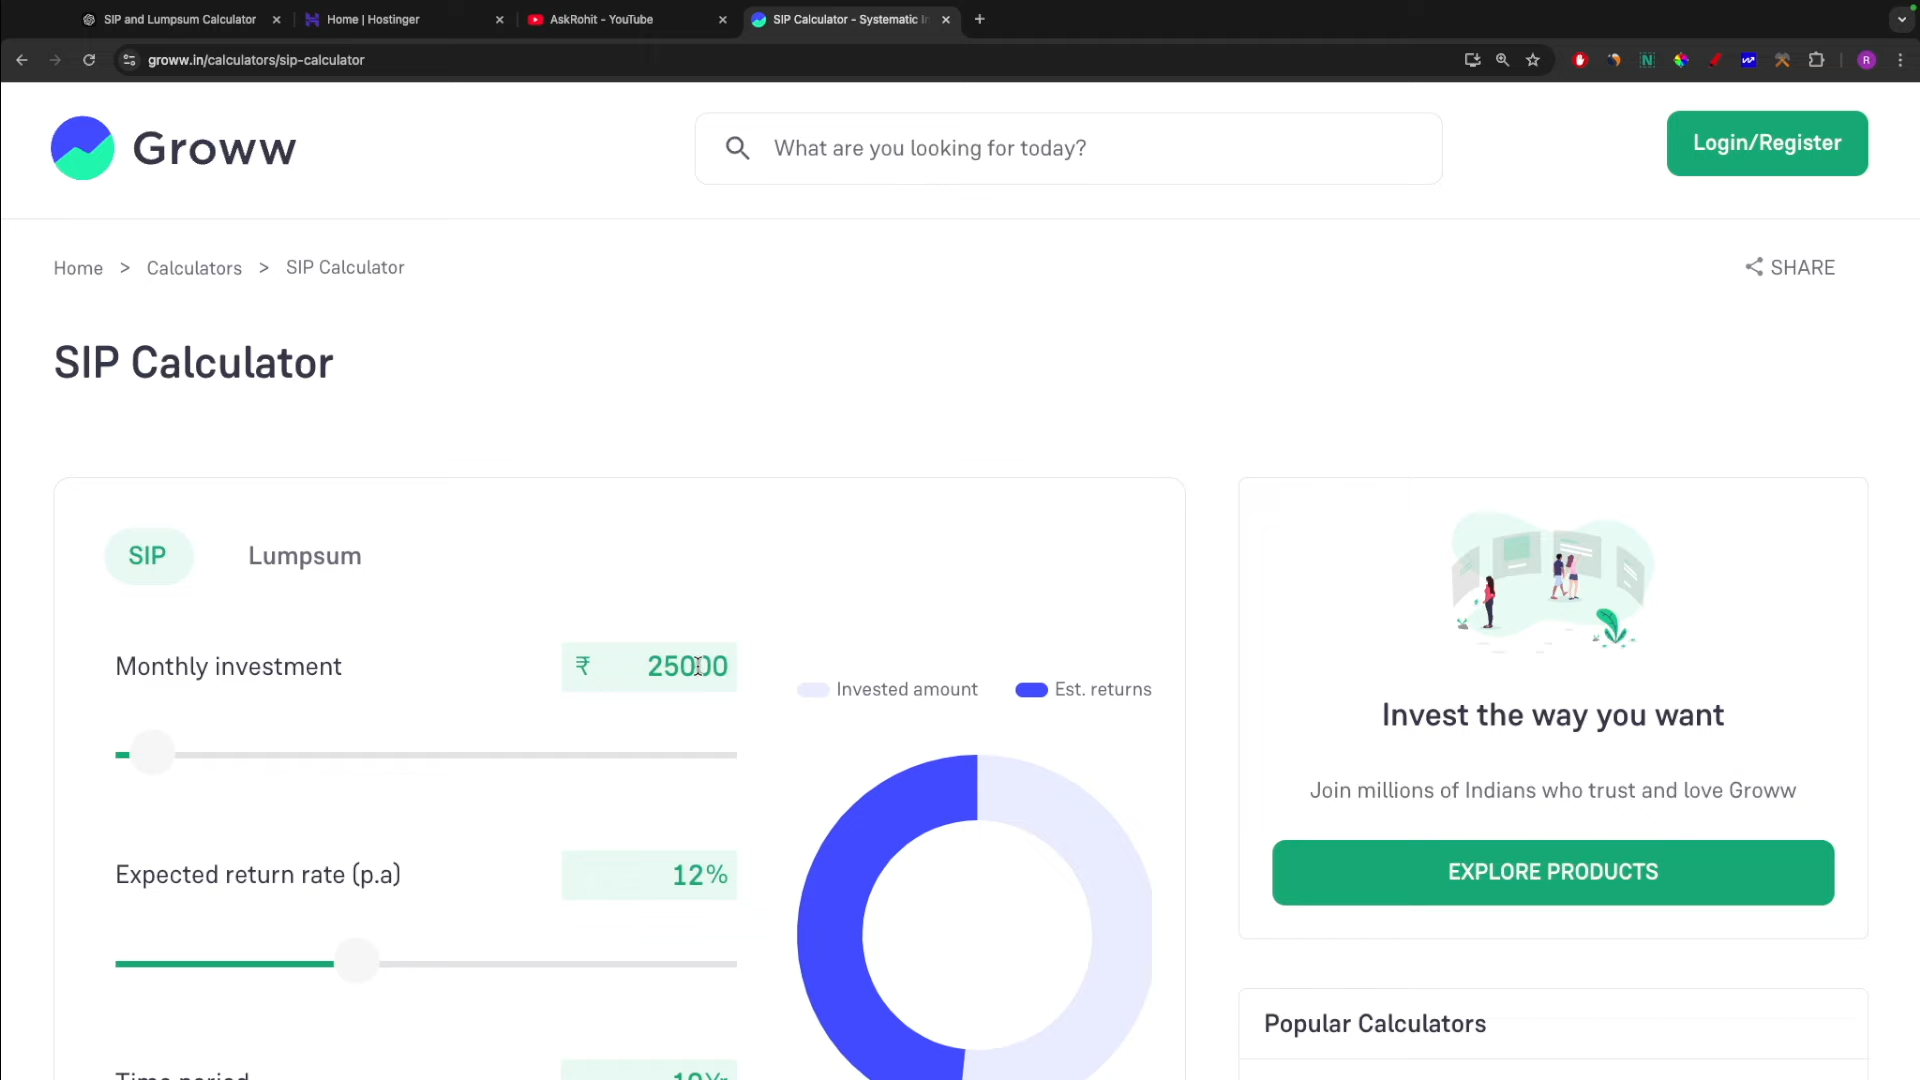 SIP and Lumpsum Calculator
Home | Hostinger
AskRohit - YouTube
SIP Calculator - Systematic
groww.in/calculators/sip-calculator
N
R
Groww
What are you looking for today?
Login/Register
Home > Calculators > SIP Calculator
SHARE
SIP Calculator
SIP
Lumpsum
Monthly investment
₹ 25000
Invested amount
Est. returns
Expected return rate (p.a)
12%
Time period
10Yr
Invest the way you want
Join millions of Indians who trust and love Groww
EXPLORE PRODUCTS
Popular Calculators